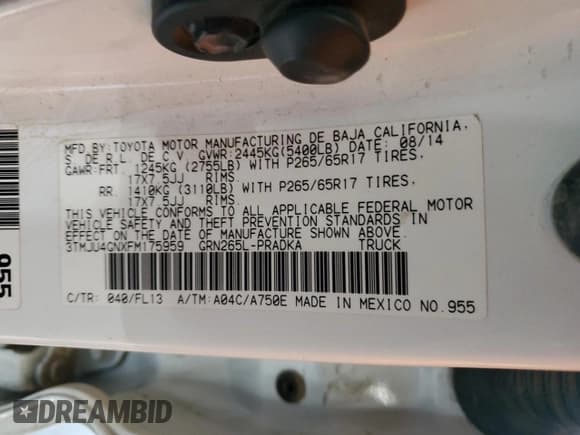 MFD.BY:TOYOTA MOTOR MANUFACTURING DE BAJA CALIFORNIA,
S. DE R.L. DE C.V. GVWR:2445KG(5400LB) DATE: 08/14
GAWR:FRT. 1245KG (2755LB) WITH P265/65R17 TIRES,
17X7.5JJ RIMS
RR. 1410KG (3110LB) WITH P265/65R17 TIRES,
17X7.5JJ RIMS.
THIS VEHICLE CONFORMS TO ALL APPLICABLE FEDERAL MOTOR
VEHICLE SAFETY AND THEFT PREVENTION STANDARDS IN
EFFECT ON THE DATE OF MANUFACTURE SHOWN ABOVE.
3TMJU4GNXFM175959 GRN265L-PRADKA TRUCK
C/TR: 040/FL13 A/TM:A04C/A750E MADE IN MEXICO NO.955
955
DREAMBID